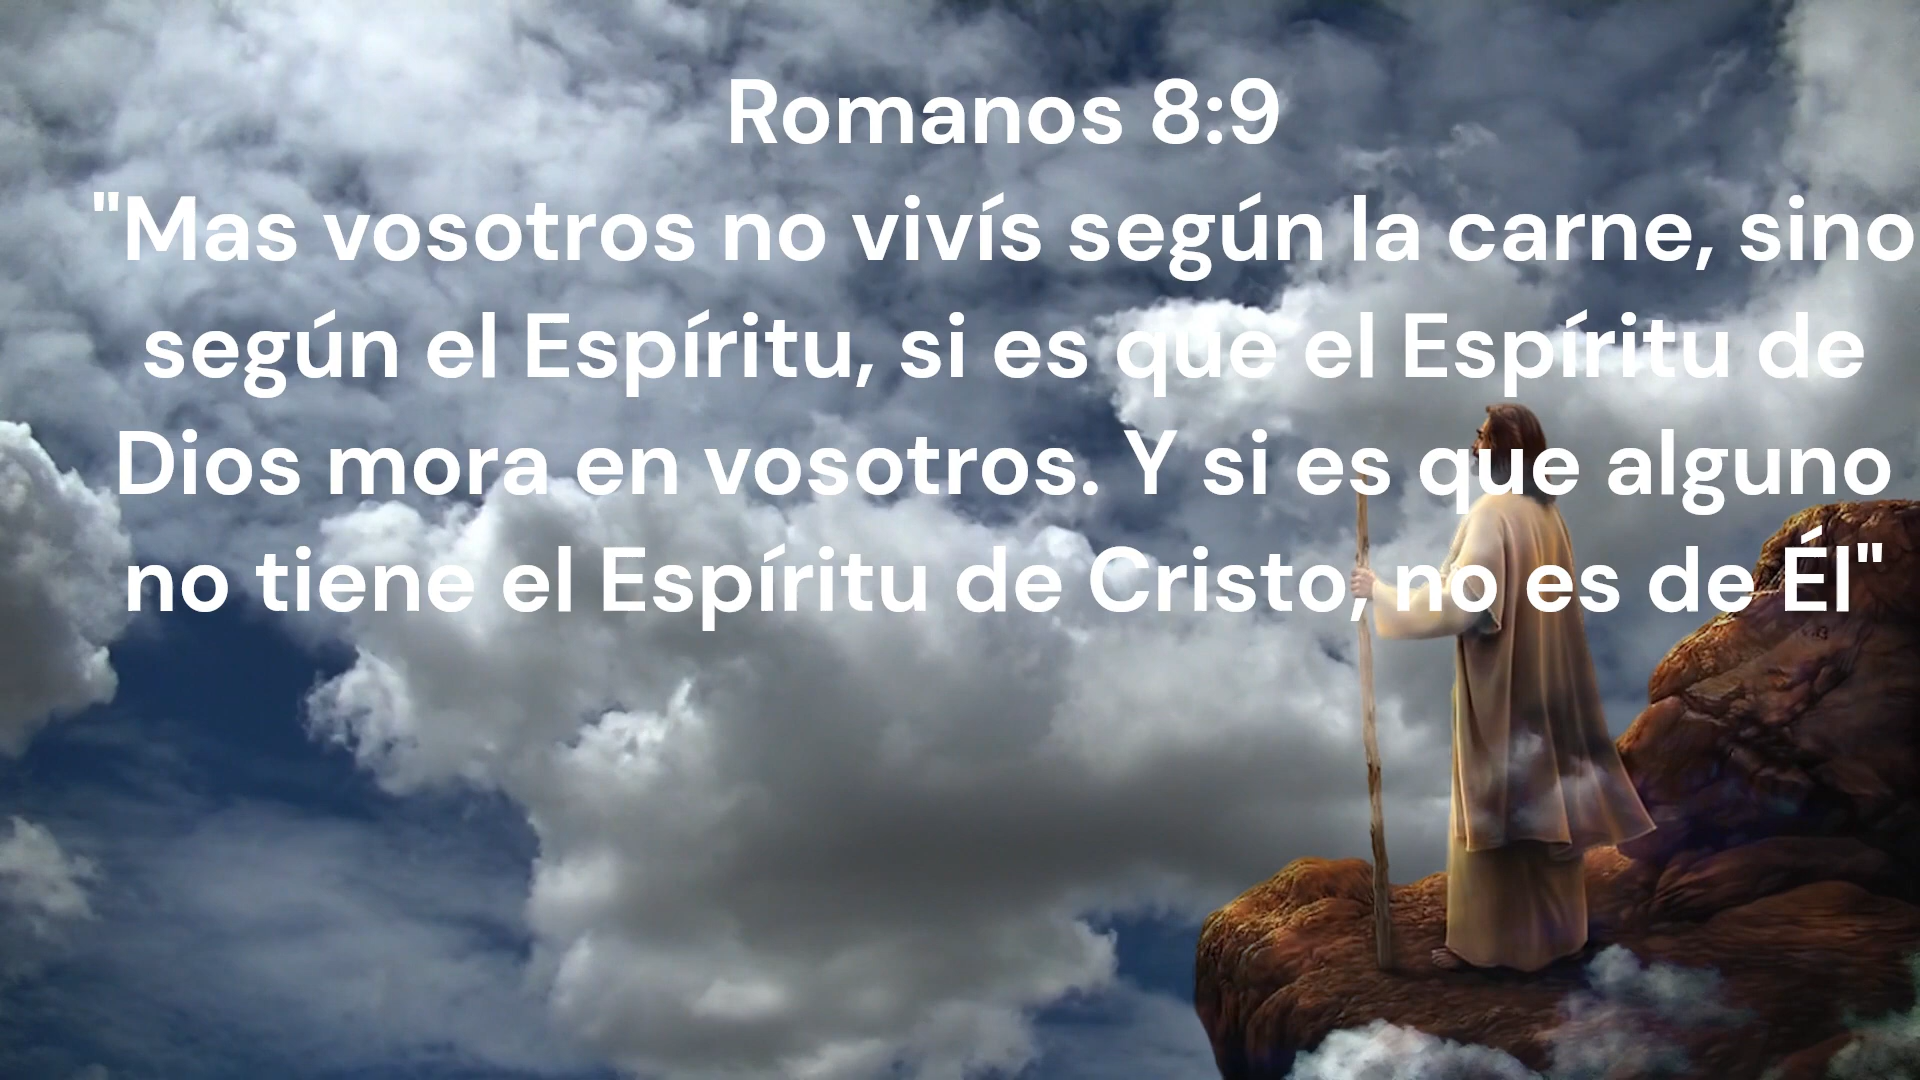 Romanos 8:9
"Mas vosotros no vivís según la carne, sino
según el Espíritu, si es que el Espíritu de
Dios mora en vosotros. Y si es que alguno
no tiene el Espíritu de Cristo, no es de Él"